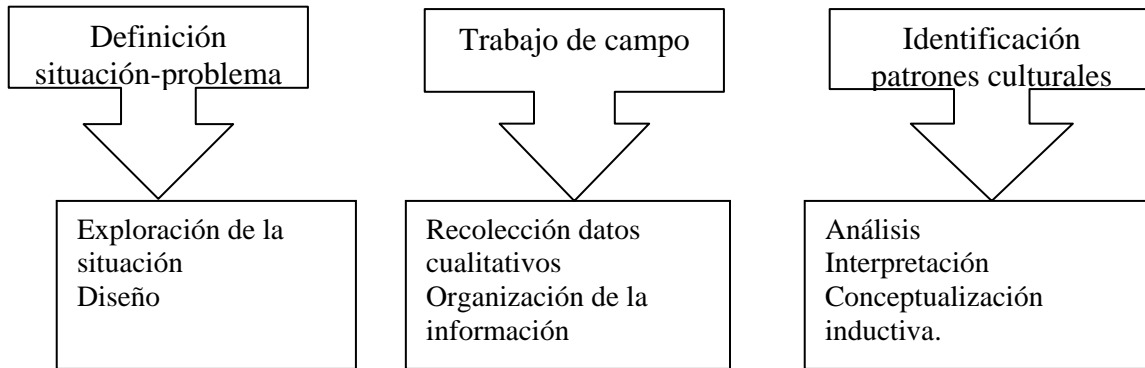 Definición
situación-problema
Trabajo de campo
Identificación
patrones culturales
Exploración de la
situación
Diseño
Recolección datos
cualitativos
Organización de la
información
Análisis
Interpretación
Conceptualización
inductiva.